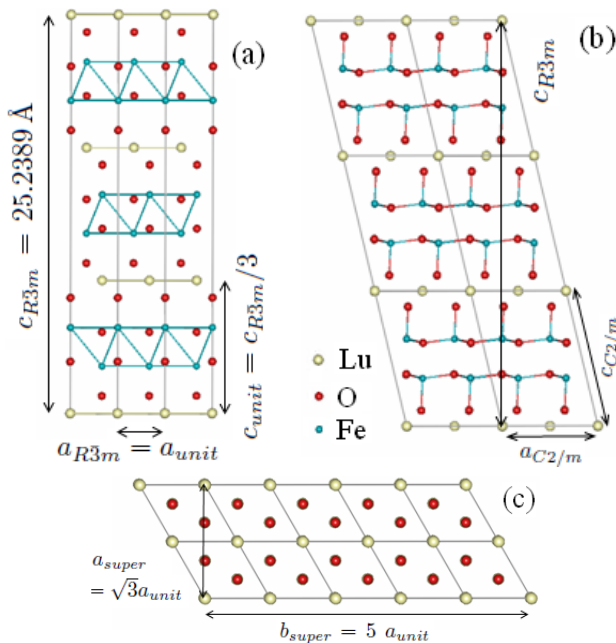 (a)
c_{R3̄m} = 25.2389 Å
c_{unit} = c_{R3̄m}/3
a_{R3̄m} = a_{unit}
(b)
c_{R3̄m}
c_{C2/m}
a_{C2/m}
Lu
O
Fe
(c)
a_{super}
= √3a_{unit}
b_{super} = 5 a_{unit}